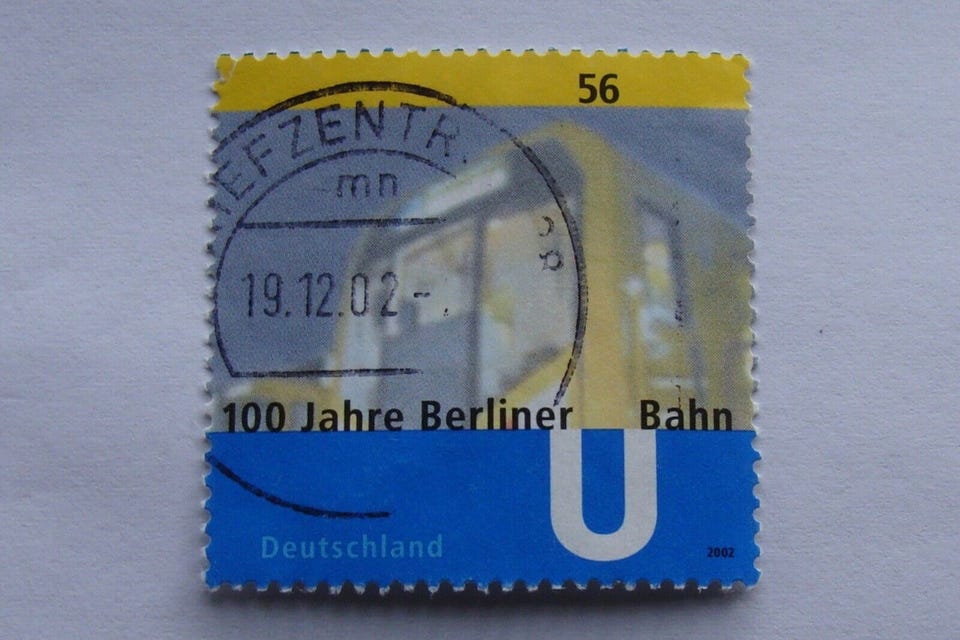 56
EFZENTR.
mn
19.12.02-.
100 Jahre Berliner U Bahn
Deutschland
2002